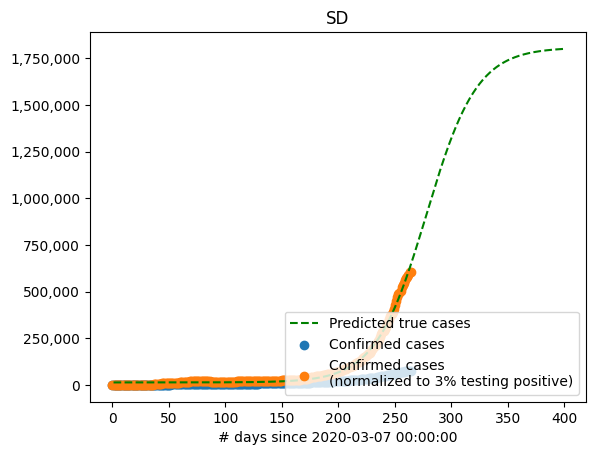 SD
1,750,000
1,500,000
1,250,000
1,000,000
750,000
500,000
250,000
0
Predicted true cases
Confirmed cases
Confirmed cases
(normalized to 3% testing positive)
0 50 100 150 200 250 300 350 400
# days since 2020-03-07 00:00:00